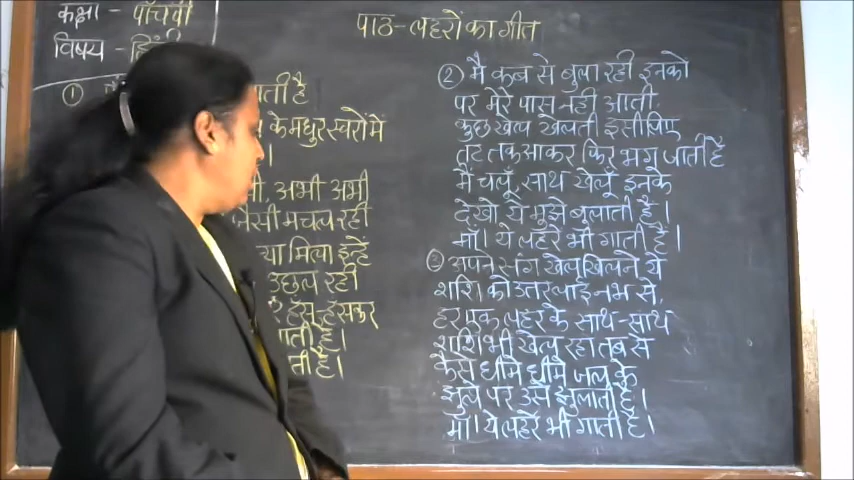 कक्षा - पाँचवी
विषय -
पाठ-लहरों का गीत
①
ाती है
के मधुर स्वरों में
।
अभी अभी
जैसी मचल रही
मिला इन्हें
उछल रही
हँस-हँसकर
ाती है।
ती है।
② मै कब से बुला रही इनको
पर मेरे पास नही आती,
कुछ खेल खेलती इसीलिए
तट तक आकर फिर भग जाती है
मैं चलूँ, साथ खेलूँ इनके
देखो ये मुझे बुलाती है।
माँ। ये लहरें भी गाती है।
③ अपने संग खेल खिलने ये
शशि को उतर लाई नभ से,
हर एक लहर के साथ-साथ
शशि भी खेल रहा तब से
कैसे धीमे धीमे जल के
झुले पर उसे झुलाती है।
माँ। ये लहरें भी गाती है।